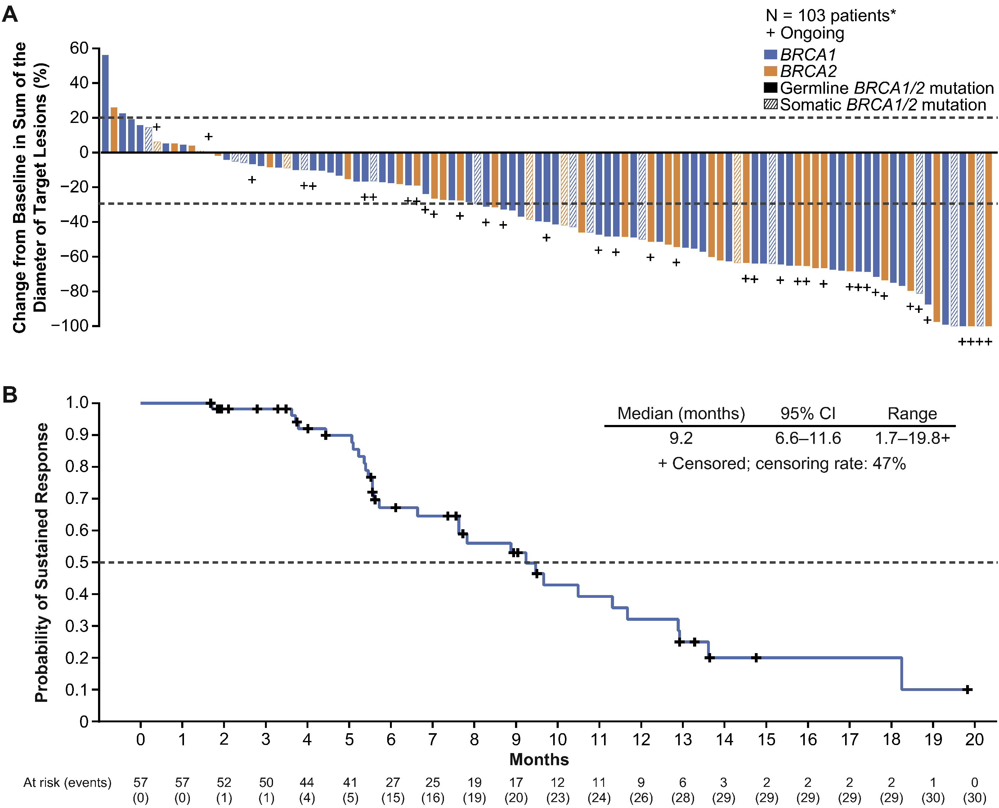 A
N = 103 patients*
+ Ongoing
BRCA1
BRCA2
Germline BRCA1/2 mutation
Somatic BRCA1/2 mutation
Change from Baseline in Sum of the
Diameter of Target Lesions (%)
60
40
20
0
−20
−40
−60
−80
−100
B
Median (months) 95% CI Range
9.2 6.6–11.6 1.7–19.8+
+ Censored; censoring rate: 47%
Probability of Sustained Response
1.0
0.9
0.8
0.7
0.6
0.5
0.4
0.3
0.2
0.1
0
0 1 2 3 4 5 6 7 8 9 10 11 12 13 14 15 16 17 18 19 20
Months
At risk (events) 57 57 52 50 44 41 27 25 19 17 12 11 9 6 3 2 2 2 2 1 0
(0) (0) (1) (1) (4) (5) (15) (16) (19) (20) (23) (24) (26) (28) (29) (29) (29) (29) (29) (30) (30)